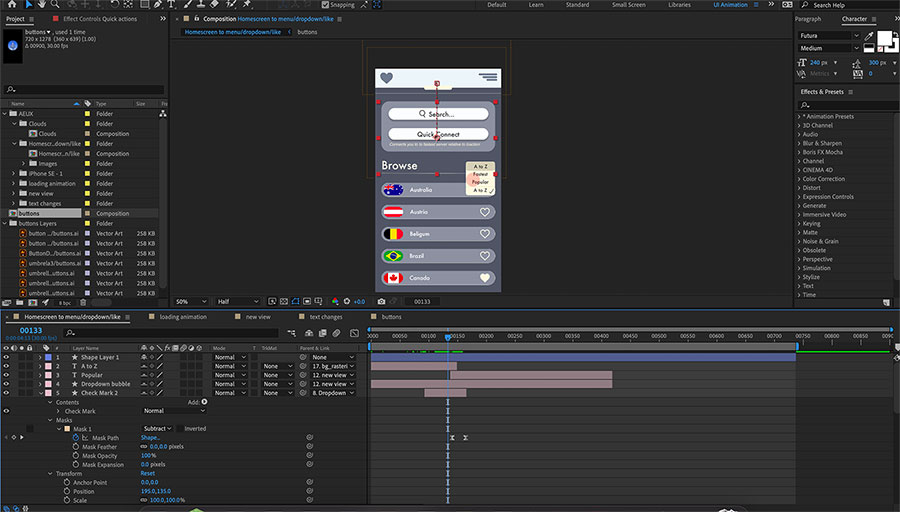 Snapping
Default
Learn
Standard
Small Screen
Libraries
UI Animation
Search Help
Project
Effect Controls Quick actions
Composition Homescreen to menu/dropdown/like
Paragraph
Character
buttons, used 1 time
720 x 1278 (360 x 639) [1.00]
Δ 00900, 30.00 fps
Homescreen to menu/dropdown/like
buttons
Futura
Medium
240 px
300 px
Metrics
0
Name
Type
Size
Frame R...
AEUX
Folder
Clouds
Folder
Clouds
Composition
Homescr...down/like
Folder
Homescr...n/like
Composition
Images
Folder
iPhone SE - 1
Folder
loading animation
Folder
new view
Folder
text changes
Folder
buttons
Composition
buttons Layers
Folder
button .../buttons.ai
Vector Art
258 KB
button .../buttons.ai
Vector Art
258 KB
ButtonO.../buttons.ai
Vector Art
258 KB
umbrela3/buttons.ai
Vector Art
258 KB
umbrell...uttons.ai
Vector Art
258 KB
umbrell...uttons.ai
Vector Art
258 KB
8 bpc
Search...
Quick Connect
Connects you to to fastest server relative to loaction
Browse
A to Z
Fastest
Popular
A to Z
Australia
Austria
Beligum
Brazil
Canada
50%
Half
+0.0
00133
Effects & Presets
* Animation Presets
3D Channel
Audio
Blur & Sharpen
Boris FX Mocha
Channel
CINEMA 4D
Color Correction
Distort
Expression Controls
Generate
Immersive Video
Keying
Matte
Noise & Grain
Obsolete
Perspective
Simulation
Stylize
Text
Time
Homescreen to menu/dropdown/like
loading animation
new view
text changes
buttons
00133
0:00:04:13 (30.00 fps)
00050
00100
00150
00200
00250
00300
00350
00400
00450
00500
00550
00600
00650
00700
00750
00800
00850
0090
#
Layer Name
Mode
T
TrkMat
Parent & Link
1
Shape Layer 1
Normal
None
2
A to Z
Normal
None
17. bg_rasteri
3
Popular
Normal
None
12. new view
4
Dropdown bubble
Normal
None
12. new view
5
Check Mark 2
Normal
None
8. Dropdown
Contents
Add:
Check Mark
Normal
Masks
Mask 1
Subtract
Inverted
Mask Path
Shape...
Mask Feather
0.0,0.0 pixels
Mask Opacity
100%
Mask Expansion
0.0 pixels
Transform
Reset
Anchor Point
0.0,0.0
Position
195.0,135.0
Scale
100.0,100.0%